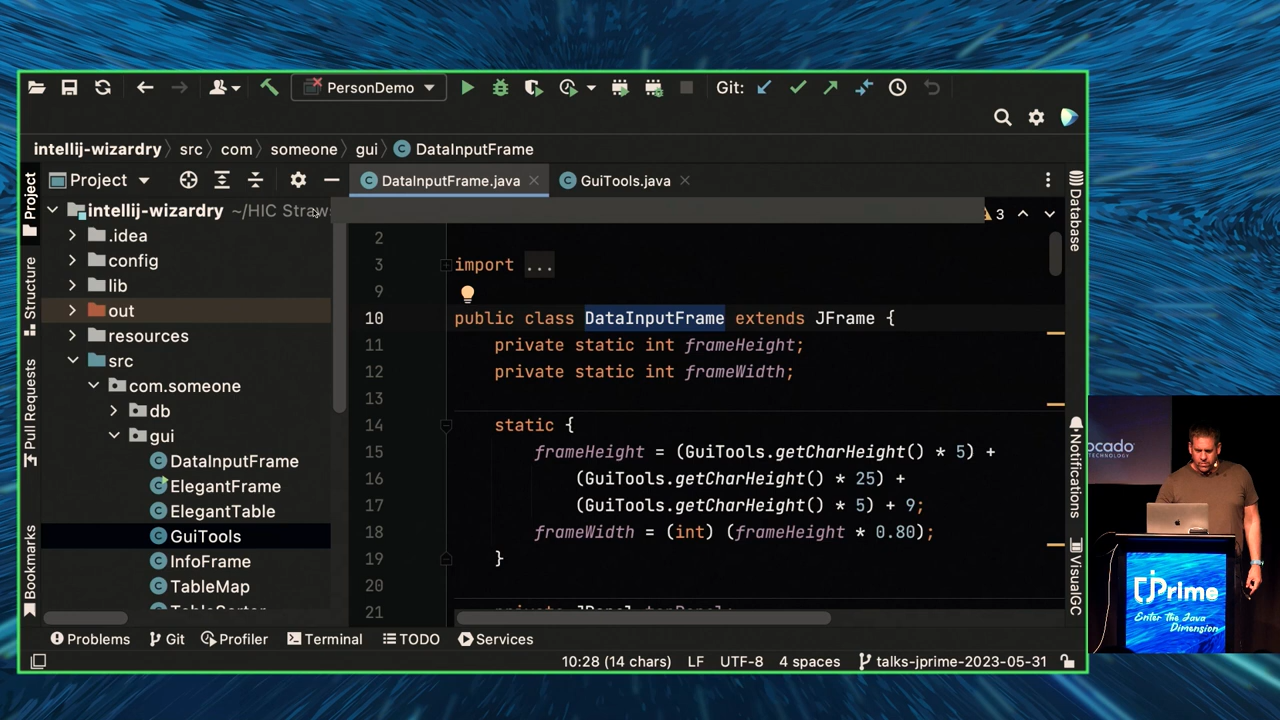 PersonDemo
Git:
intellij-wizardry
src
com
someone
gui
DataInputFrame
Project
Project
DataInputFrame.java
GuiTools.java
intellij-wizardry ~/HIC Straw
.idea
config
lib
out
resources
src
com.someone
db
gui
DataInputFrame
ElegantFrame
ElegantTable
GuiTools
InfoFrame
TableMap
Structure
Pull Requests
Bookmarks
3
2
3 import ...
9
10 public class DataInputFrame extends JFrame {
11 private static int frameHeight;
12 private static int frameWidth;
13
14 static {
15 frameHeight = (GuiTools.getCharHeight() * 5) +
16 (GuiTools.getCharHeight() * 25) +
17 (GuiTools.getCharHeight() * 5) + 9;
18 frameWidth = (int) (frameHeight * 0.80);
19 }
20
21
Database
Notifications
VisualGC
Problems
Git
Profiler
Terminal
TODO
Services
10:28 (14 chars)
LF
UTF-8
4 spaces
talks-jprime-2023-05-31
ocado
TECHNOLOGY
jPrime
Enter the Java
Dimension